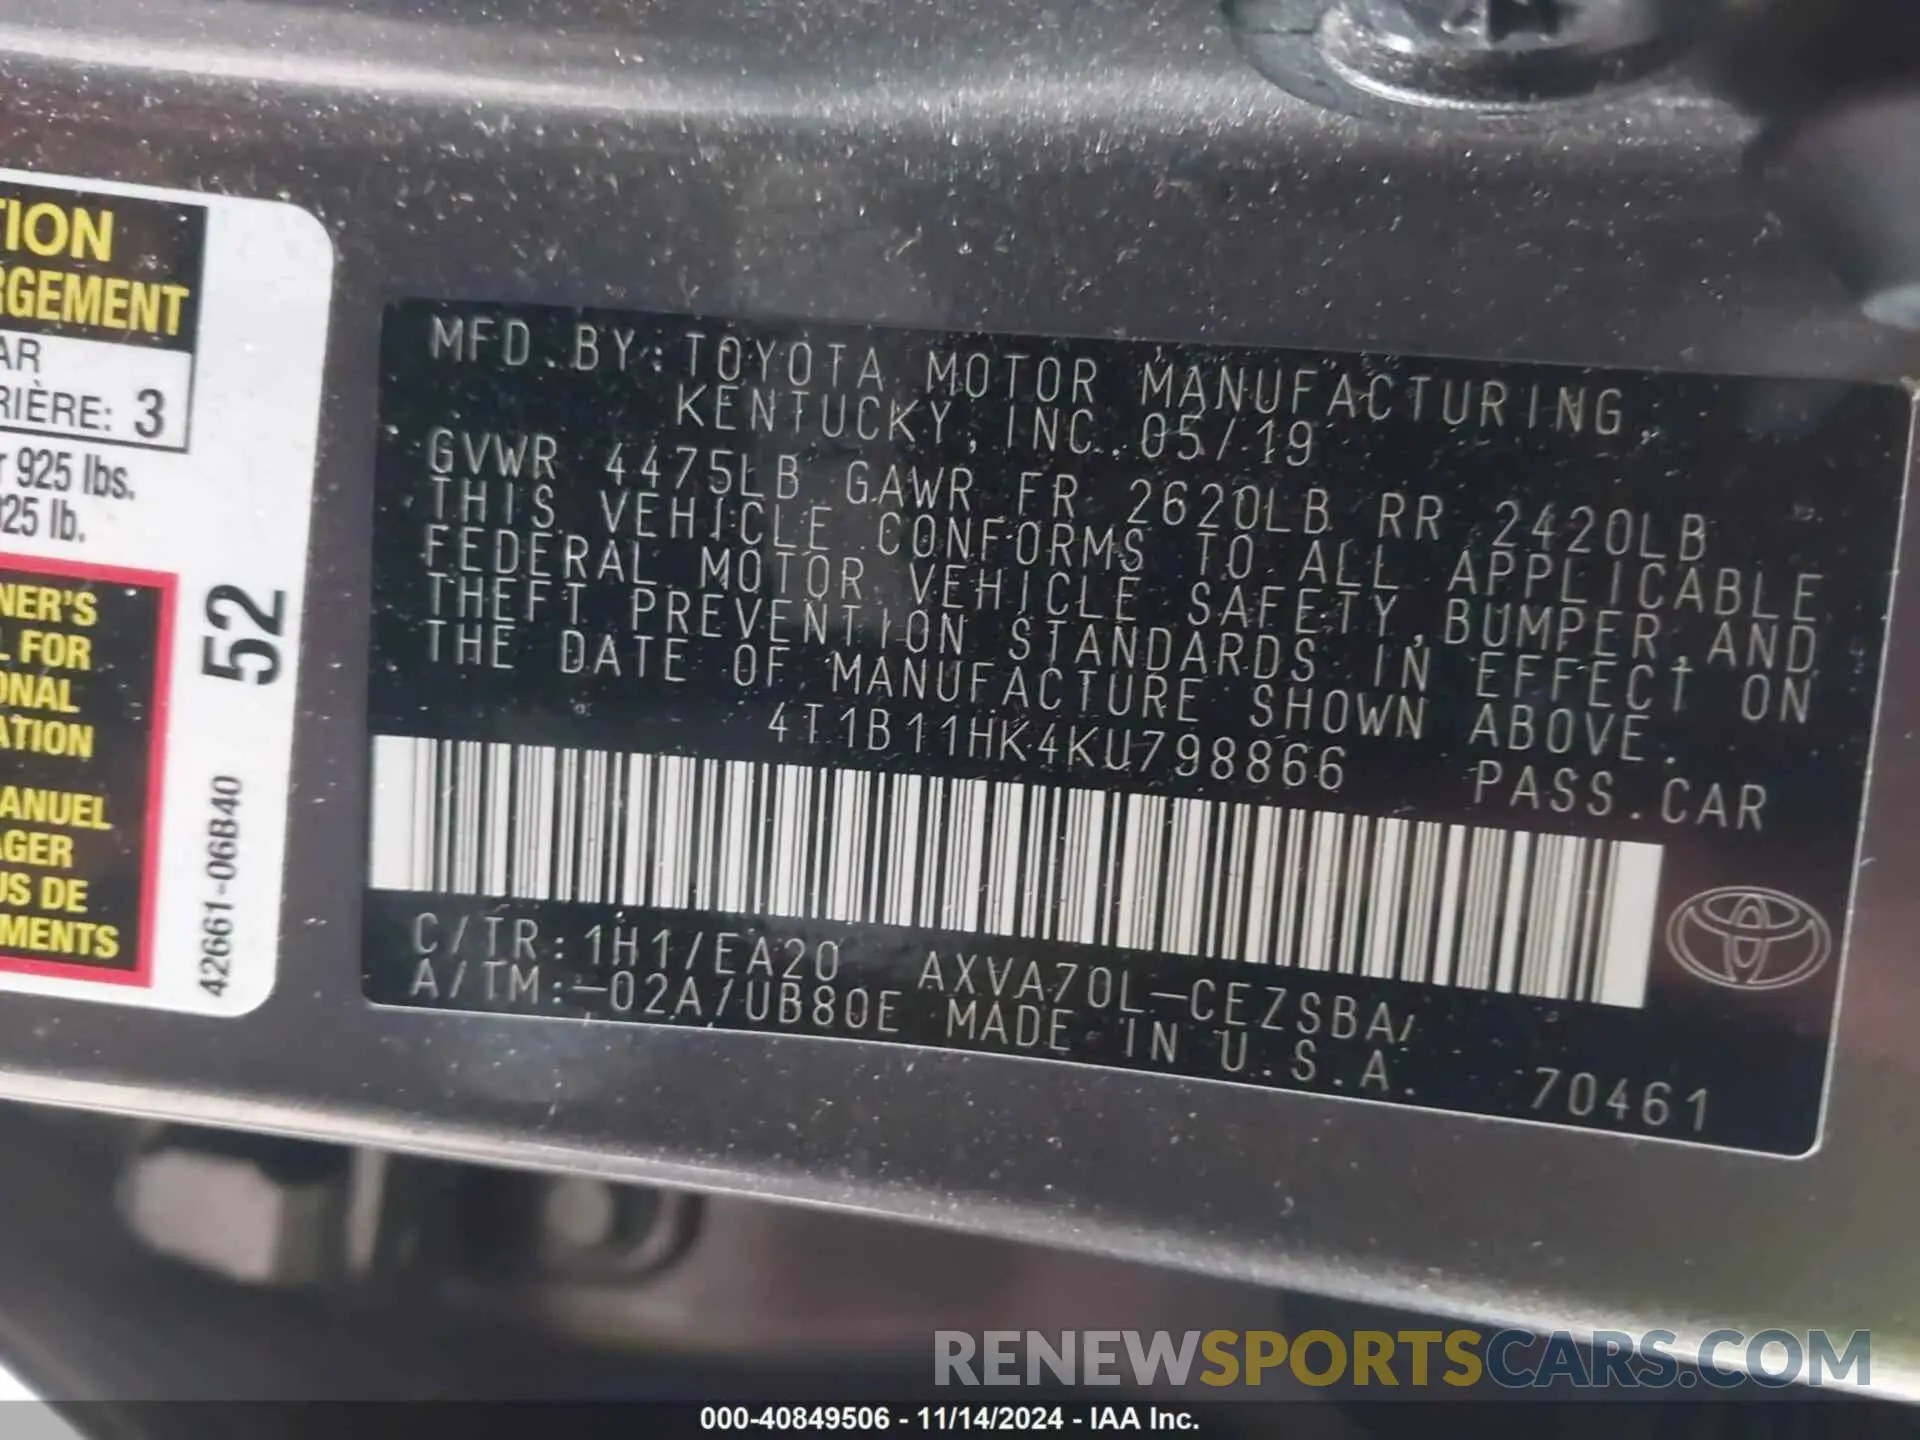 TION
RGEMENT
AR
RIÈRE: 3
r 925 lbs.
925 lb.
NER'S
L FOR
ONAL
ATION
ANUEL
AGER
US DE
MENTS
52
42661-06B40
MFD.BY:TOYOTA MOTOR MANUFACTURING,
KENTUCKY, INC. 05/19
GVWR 4475LB GAWR FR 2620LB RR 2420LB
THIS VEHICLE CONFORMS TO ALL APPLICABLE
FEDERAL MOTOR VEHICLE SAFETY,BUMPER,AND
THEFT PREVENTION STANDARDS IN EFFECT ON
THE DATE OF MANUFACTURE SHOWN ABOVE.
4T1B11HK4KU798866 PASS.CAR
C/TR:1H1/EA20 AXVA70L-CEZSBA
A/TM:-02A/UB80E MADE IN U.S.A.
70461
RENEWSPORTSCARS.COM
000-40849506 - 11/14/2024 - IAA Inc.